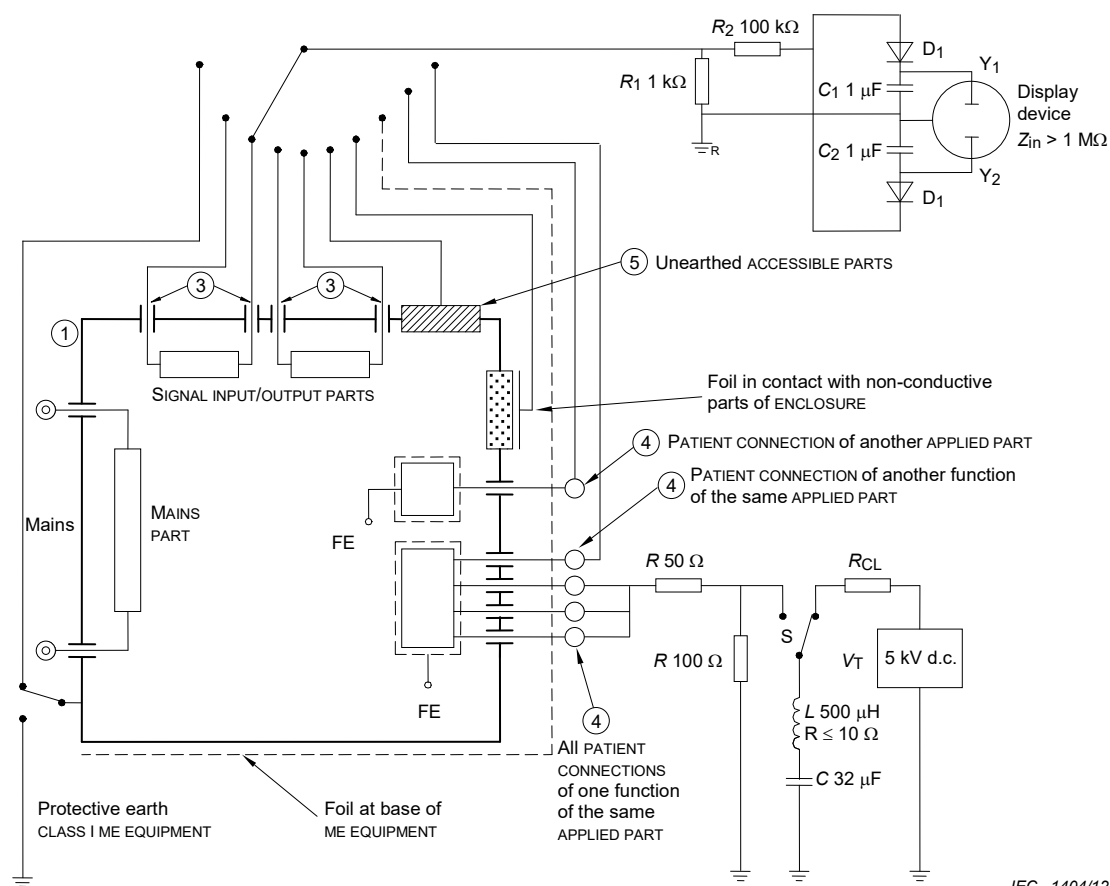 R2 100 kΩ
D1
Y1
R1 1 kΩ
C1 1 μF
Display
device
Zin > 1 MΩ
R
C2 1 μF
Y2
D1
5 Unearthed ACCESSIBLE PARTS
3
3
1
SIGNAL INPUT/OUTPUT PARTS
Foil in contact with non-conductive
parts of ENCLOSURE
4 PATIENT CONNECTION of another APPLIED PART
4 PATIENT CONNECTION of another function
of the same APPLIED PART
Mains
MAINS
PART
FE
R 50 Ω
RCL
S
R 100 Ω
VT
5 kV d.c.
FE
L 500 μH
R ≤ 10 Ω
4
C 32 μF
All PATIENT
CONNECTIONS
of one function
of the same
APPLIED PART
Protective earth
CLASS I ME EQUIPMENT
Foil at base of
ME EQUIPMENT